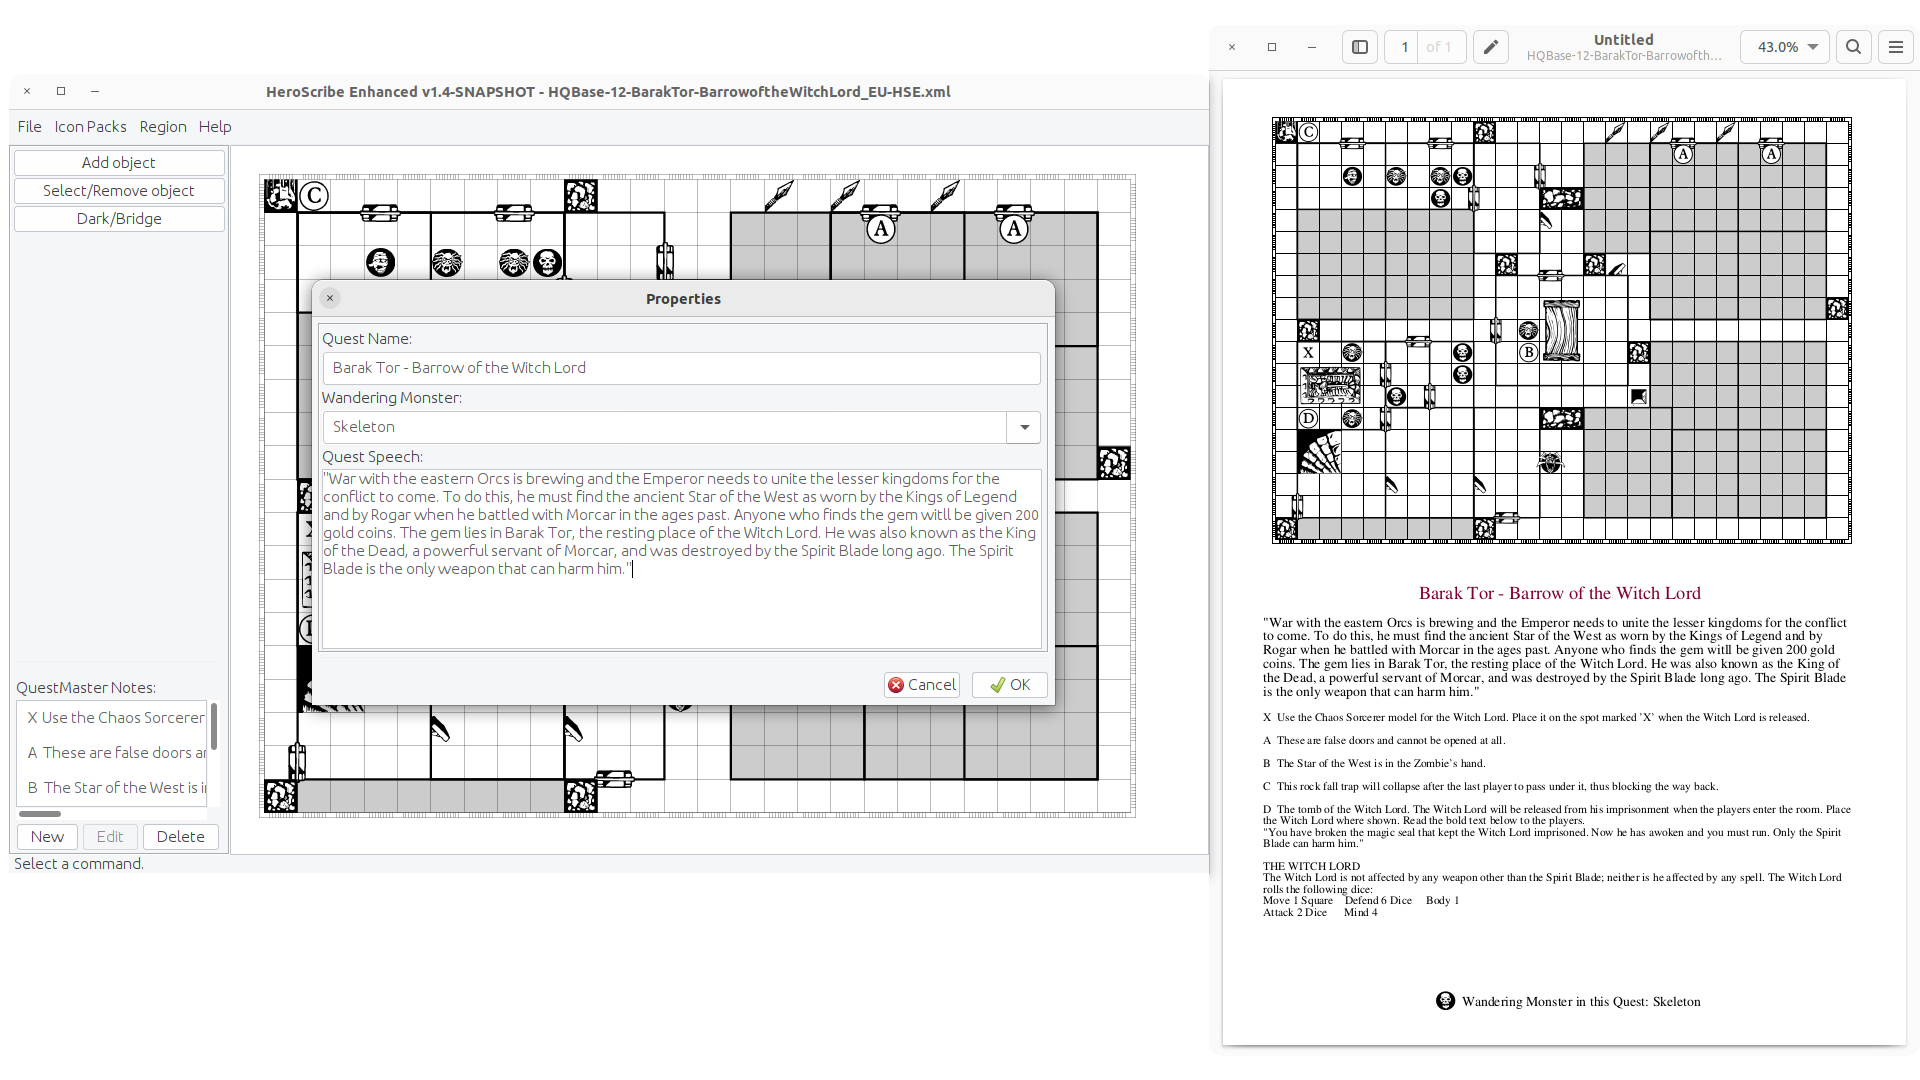 HeroScribe Enhanced v1.4-SNAPSHOT - HQBase-12-BarakTor-BarrowoftheWitchLord_EU-HSE.xml
File Icon Packs Region Help
Add object
Select/Remove object
Dark/Bridge
C
A A
Properties
Quest Name:
Barak Tor - Barrow of the Witch Lord
Wandering Monster:
Skeleton
Quest Speech:
"War with the eastern Orcs is brewing and the Emperor needs to unite the lesser kingdoms for the
conflict to come. To do this, he must find the ancient Star of the West as worn by the Kings of Legend
and by Rogar when he battled with Morcar in the ages past. Anyone who finds the gem witll be given 200
gold coins. The gem lies in Barak Tor, the resting place of the Witch Lord. He was also known as the King
of the Dead, a powerful servant of Morcar, and was destroyed by the Spirit Blade long ago. The Spirit
Blade is the only weapon that can harm him."
Cancel OK
QuestMaster Notes:
X Use the Chaos Sorcerer
A These are false doors ar
B The Star of the West is i
New Edit Delete
Select a command.
1 of 1
Untitled
HQBase-12-BarakTor-Barrowofth...
43.0%
C
A A
X B
D
Barak Tor - Barrow of the Witch Lord
"War with the eastern Orcs is brewing and the Emperor needs to unite the lesser kingdoms for the conflict
to come. To do this, he must find the ancient Star of the West as worn by the Kings of Legend and by
Rogar when he battled with Morcar in the ages past. Anyone who finds the gem witll be given 200 gold
coins. The gem lies in Barak Tor, the resting place of the Witch Lord. He was also known as the King of
the Dead, a powerful servant of Morcar, and was destroyed by the Spirit Blade long ago. The Spirit Blade
is the only weapon that can harm him."
X Use the Chaos Sorcerer model for the Witch Lord. Place it on the spot marked 'X' when the Witch Lord is released.
A These are false doors and cannot be opened at all.
B The Star of the West is in the Zombie's hand.
C This rock fall trap will collapse after the last player to pass under it, thus blocking the way back.
D The tomb of the Witch Lord. The Witch Lord will be released from his imprisonment when the players enter the room. Place
the Witch Lord where shown. Read the bold text below to the players.
"You have broken the magic seal that kept the Witch Lord imprisoned. Now he has awoken and you must run. Only the Spirit
Blade can harm him."
THE WITCH LORD
The Witch Lord is not affected by any weapon other than the Spirit Blade; neither is he affected by any spell. The Witch Lord
rolls the following dice:
Move 1 Square Defend 6 Dice Body 1
Attack 2 Dice Mind 4
Wandering Monster in this Quest: Skeleton